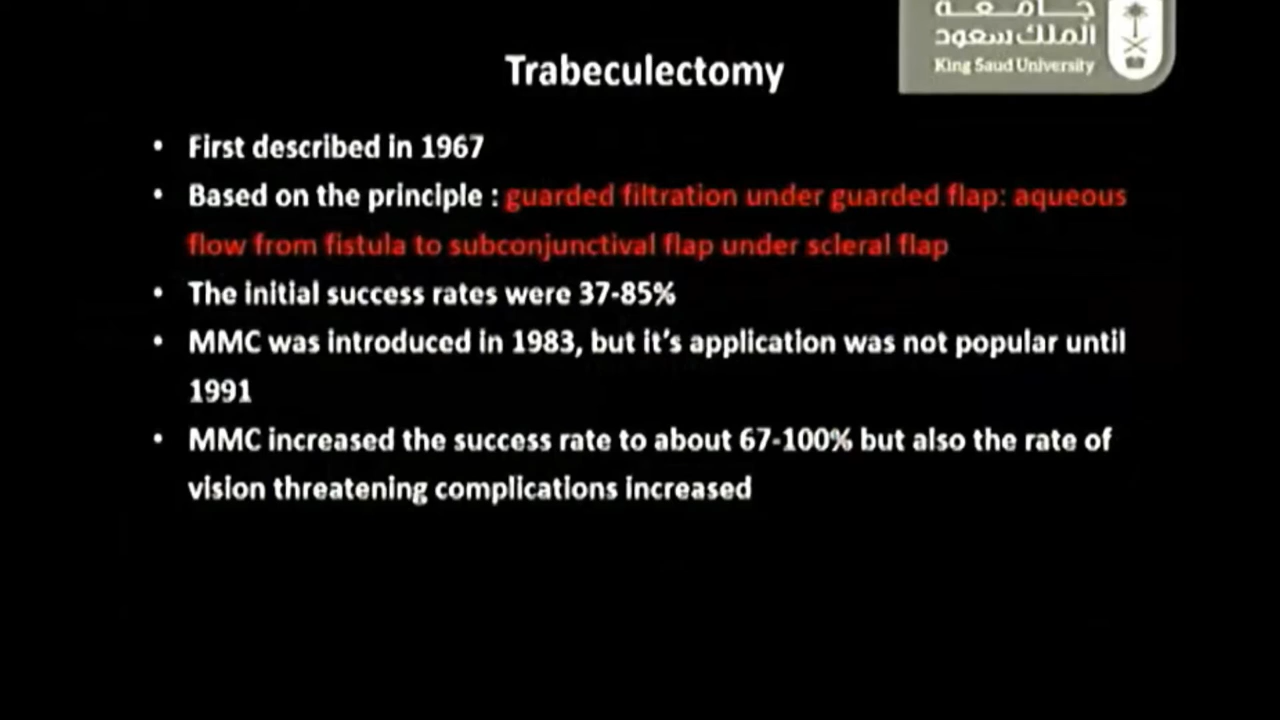 جامعة
الملك سعود
King Saud University
Trabeculectomy
• First described in 1967
• Based on the principle : guarded filtration under guarded flap: aqueous
flow from fistula to subconjunctival flap under scleral flap
• The initial success rates were 37-85%
• MMC was introduced in 1983, but it's application was not popular until
1991
• MMC increased the success rate to about 67-100% but also the rate of
vision threatening complications increased